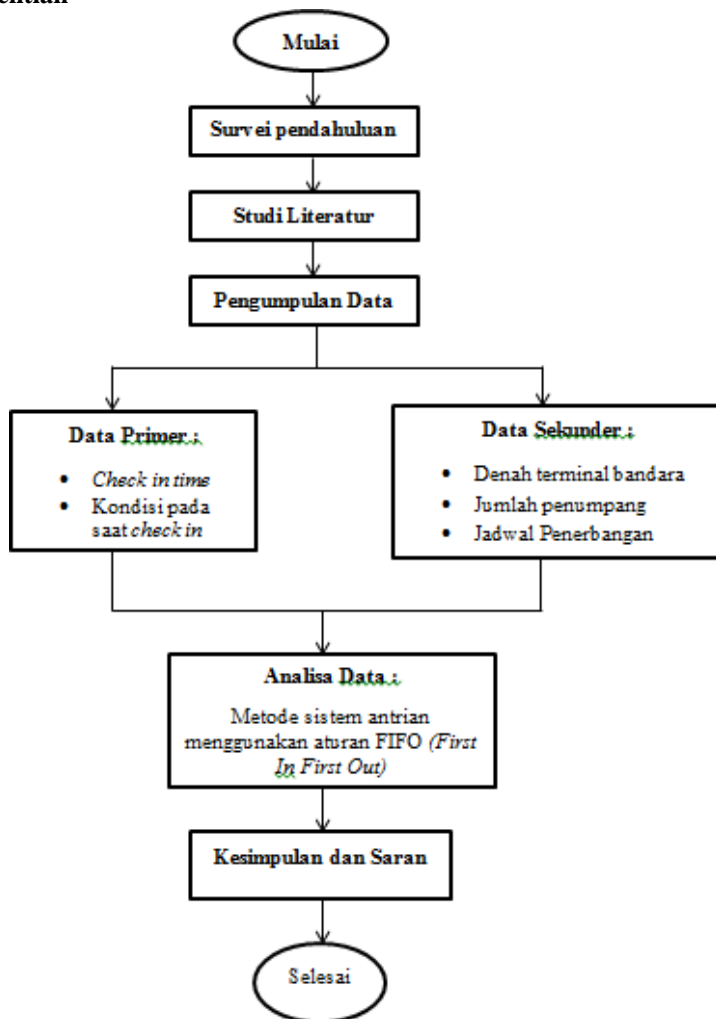 Mulai
Survei pendahuluan
Studi Literatur
Pengumpulan Data
Data Primer :
• Check in time
• Kondisi pada
saat check in
Data Sekunder :
• Denah terminal bandara
• Jumlah penumpang
• Jadwal Penerbangan
Analisa Data :
Metode sistem antrian
menggunakan aturan FIFO (First
In First Out)
Kesimpulan dan Saran
Selesai